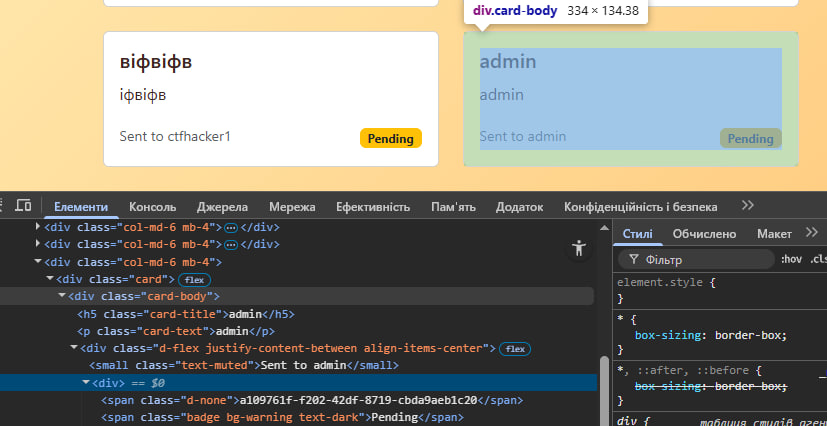 div.card-body 334 × 134.38
віфвіфв
admin
іфвіфв
admin
Sent to ctfhacker1
Pending
Sent to admin
Pending
Елементи Консоль Джерела Мережа Ефективність Пам'ять Додаток Конфіденційність і безпека
<div class="col-md-6 mb-4">⋯</div>
<div class="col-md-6 mb-4">⋯</div>
<div class="col-md-6 mb-4">
<div class="card"> flex
<div class="card-body">
<h5 class="card-title">admin</h5>
<p class="card-text">admin</p>
<div class="d-flex justify-content-between align-items-center"> flex
<small class="text-muted">Sent to admin</small>
<div> == $0
<span class="d-none">a109761f-f202-42df-8719-cbda9aeb1c20</span>
<span class="badge bg-warning text-dark">Pending</span>
Стилі Обчислено Макет
Фільтр :hov .cls
element.style {
}
* {
box-sizing: border-box;
}
*, ::after, ::before {
box-sizing: border-box;
}
div { таблиця стилів аген